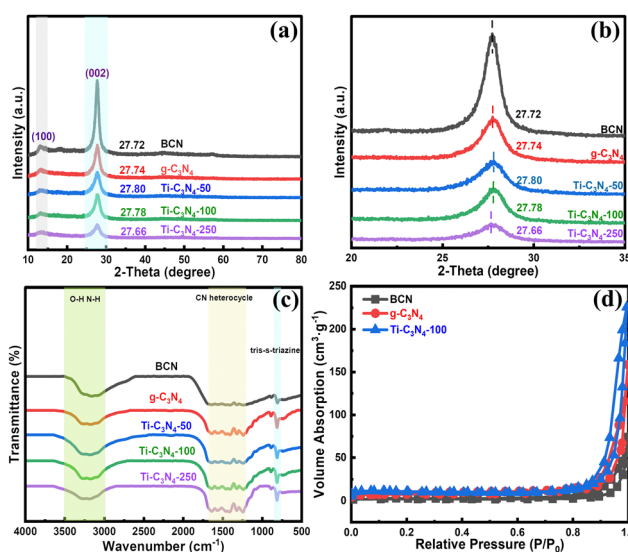 (a)
(002)
(100)
27.72 BCN
27.74 g-C₃N₄
27.80 Ti-C₃N₄-50
27.78 Ti-C₃N₄-100
27.66 Ti-C₃N₄-250
Intensity (a.u.)
10 20 30 40 50 60 70 80
2-Theta (degree)
(b)
27.72 BCN
27.74 g-C₃N₄
27.80 Ti-C₃N₄-50
27.78 Ti-C₃N₄-100
27.66 Ti-C₃N₄-250
Intensity (a.u.)
20 25 30 35
2-Theta (degree)
O-H N-H (c) CN heterocycle
tris-s-triazine
BCN
g-C₃N₄
Ti-C₃N₄-50
Ti-C₃N₄-100
Ti-C₃N₄-250
Transmittance (%)
4000 3500 3000 2500 2000 1500 1000 500
Wavenumber (cm⁻¹)
(d)
BCN
g-C₃N₄
Ti-C₃N₄-100
Volume Absorption (cm³·g⁻¹)
250
200
150
100
50
0
0.0 0.2 0.4 0.6 0.8 1.
Relative Pressure (P/P₀)